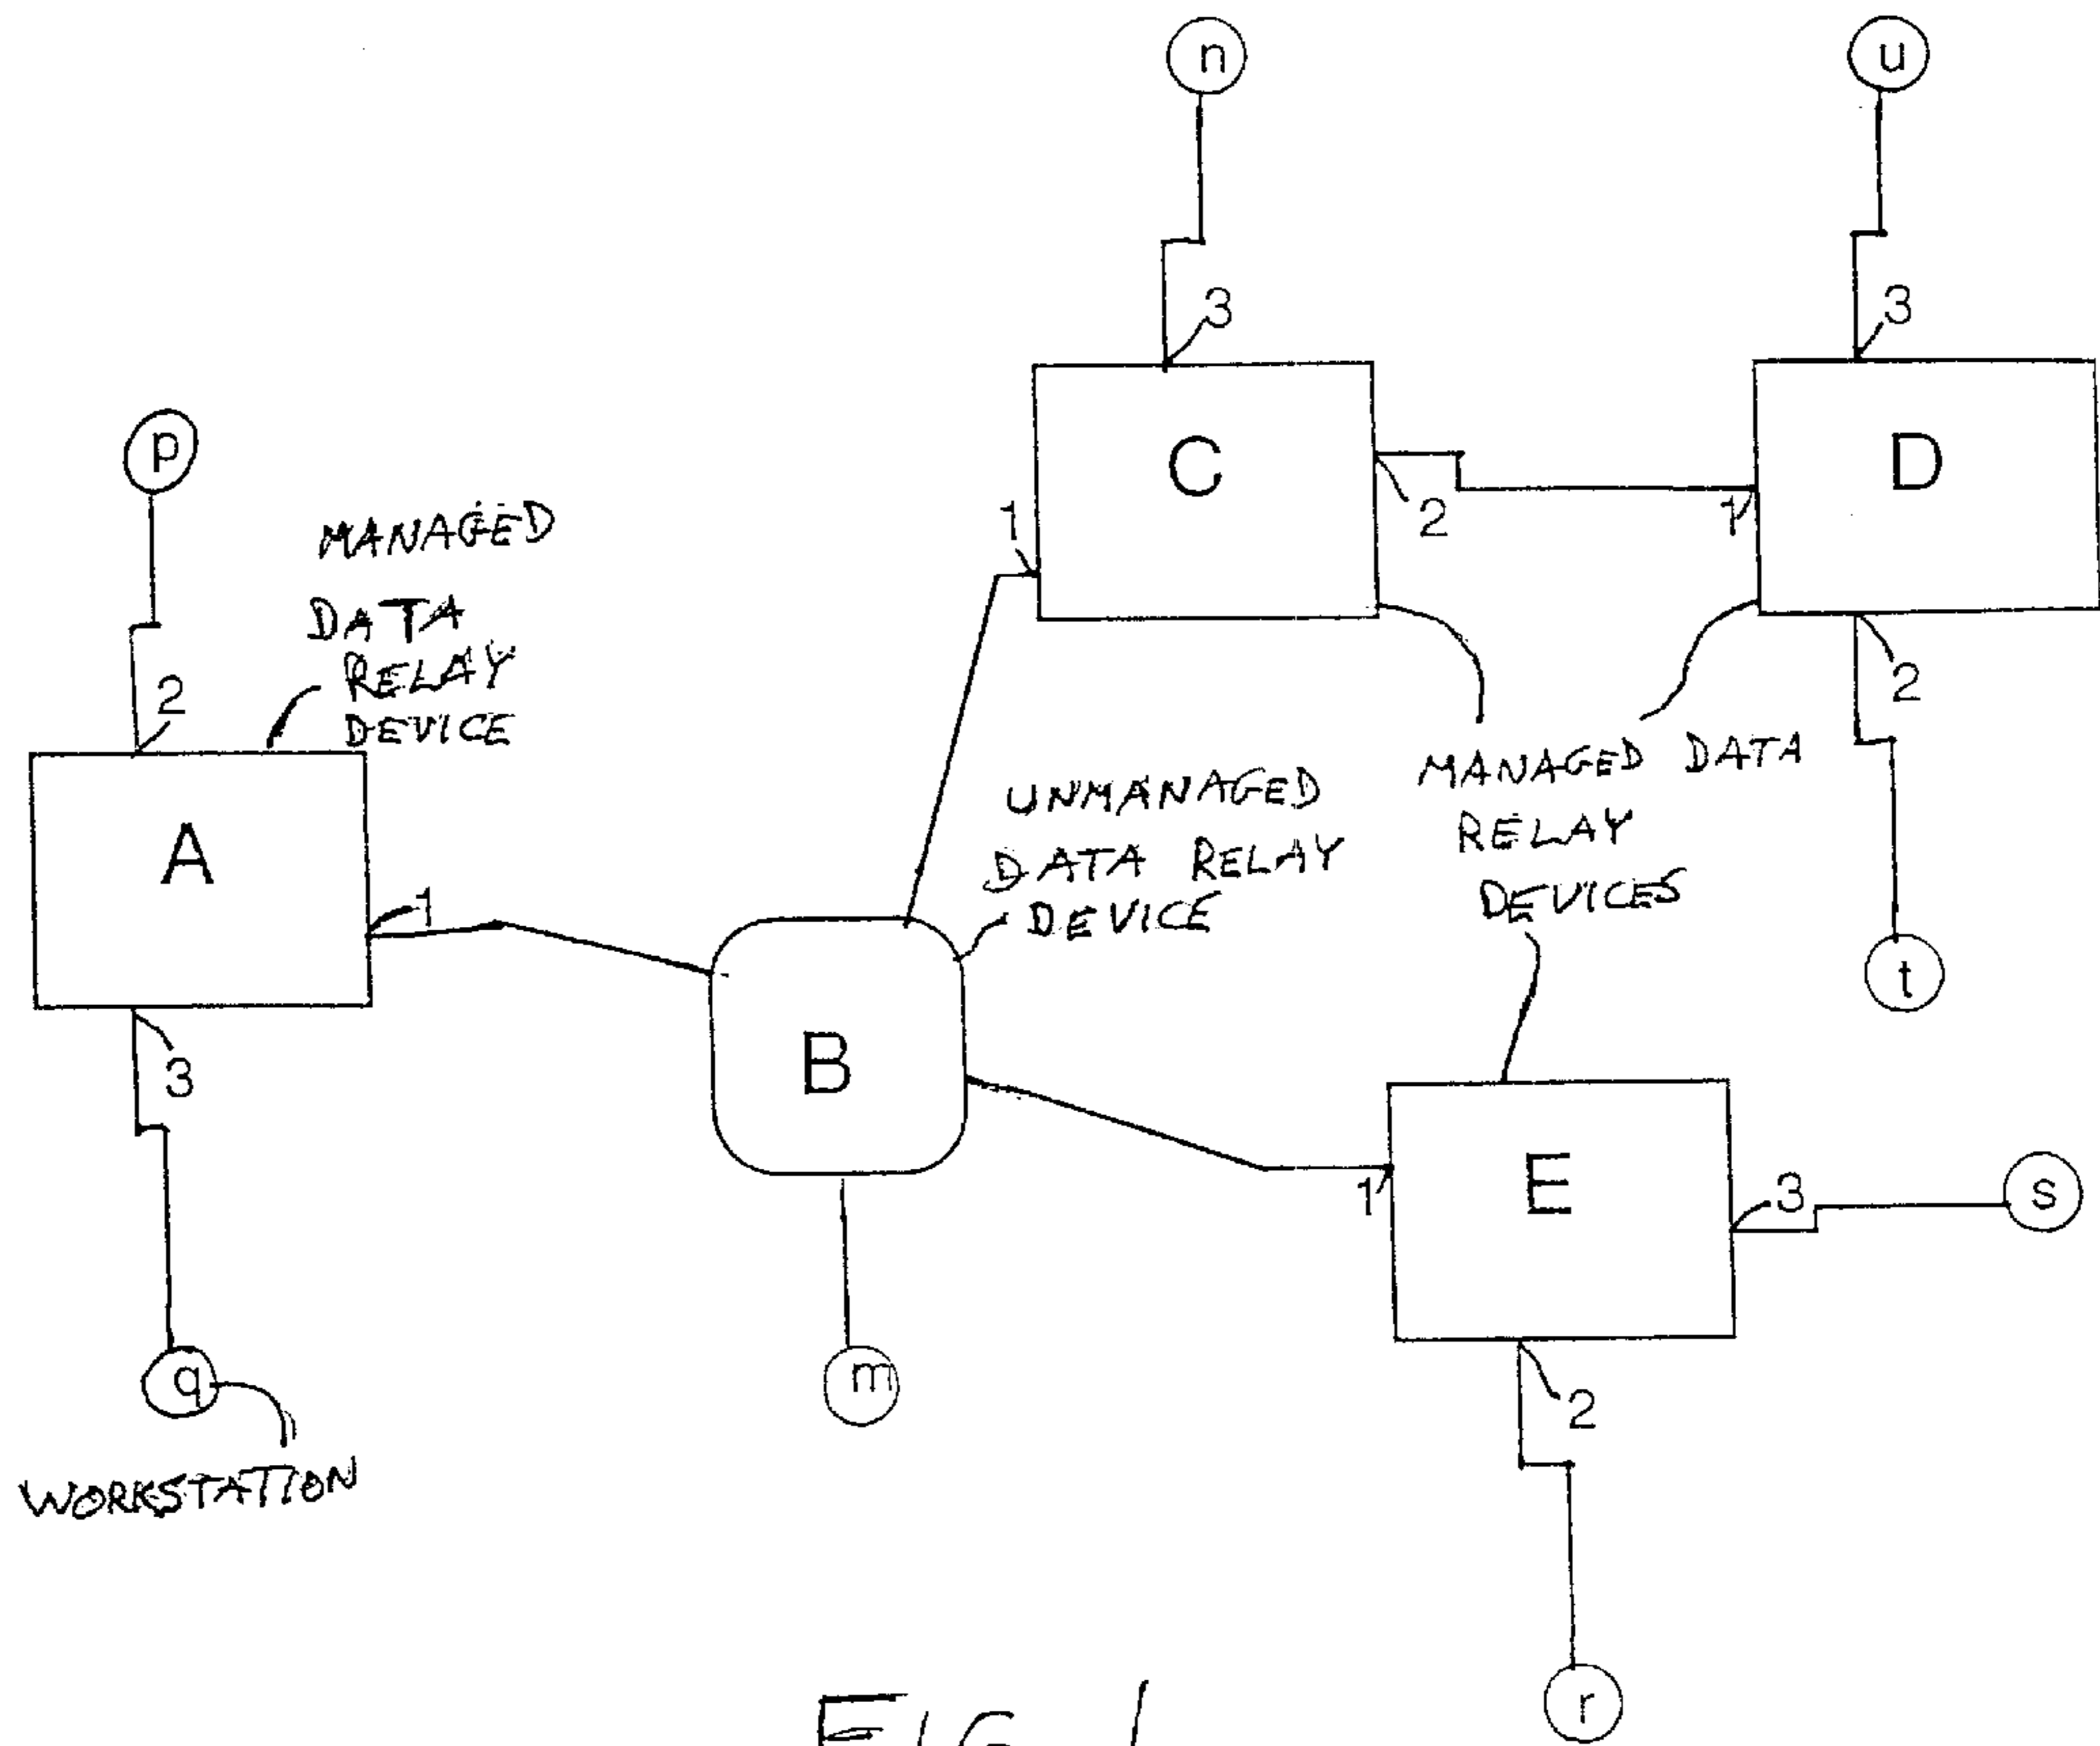 n
u
3
3
p
C
D
1
2
1
MANAGED
DATA
RELAY
DEVICE
2
2
A
1
UNMANAGED
DATA RELAY
DEVICE
MANAGED DATA
RELAY
DEVICES
t
3
B
1
E
3
s
q
m
2
WORKSTATION
r
FIG. 1